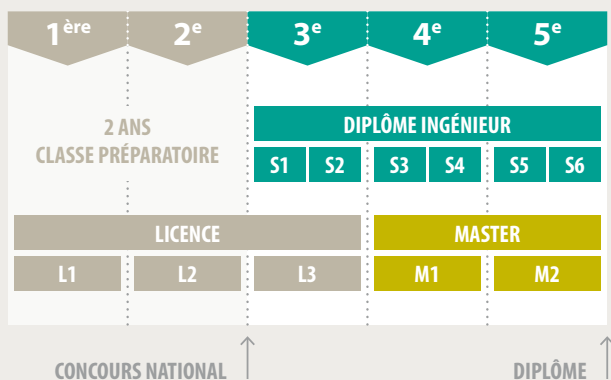 1ère 2e 3e 4e 5e
2 ANS
CLASSE PRÉPARATOIRE
DIPLÔME INGÉNIEUR
S1 S2 S3 S4 S5 S6
LICENCE MASTER
L1 L2 L3 M1 M2
CONCOURS NATIONAL DIPLÔME